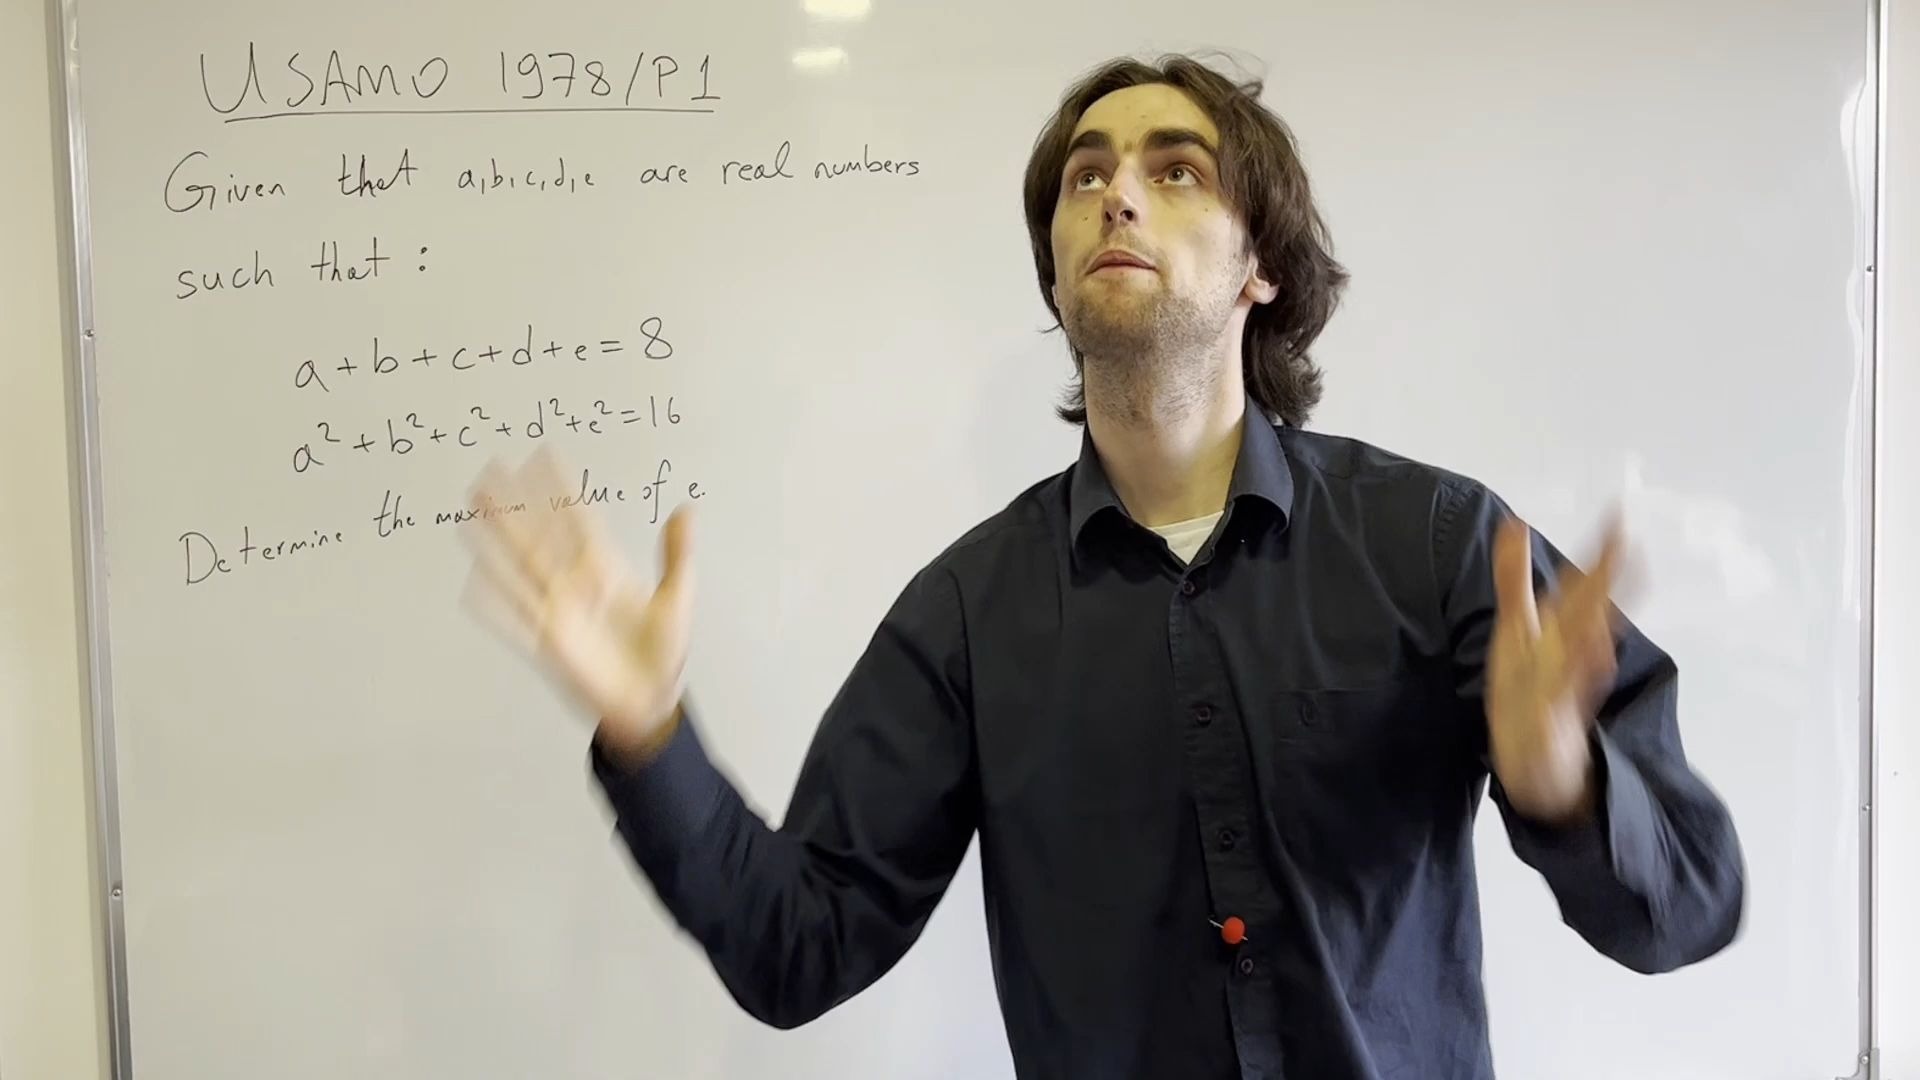 USAMO 1978/P1
Given that a,b,c,d,e are real numbers
such that :
a+b+c+d+e=8
a²+b²+c²+d²+e²=16
Determine the maximum value of e.